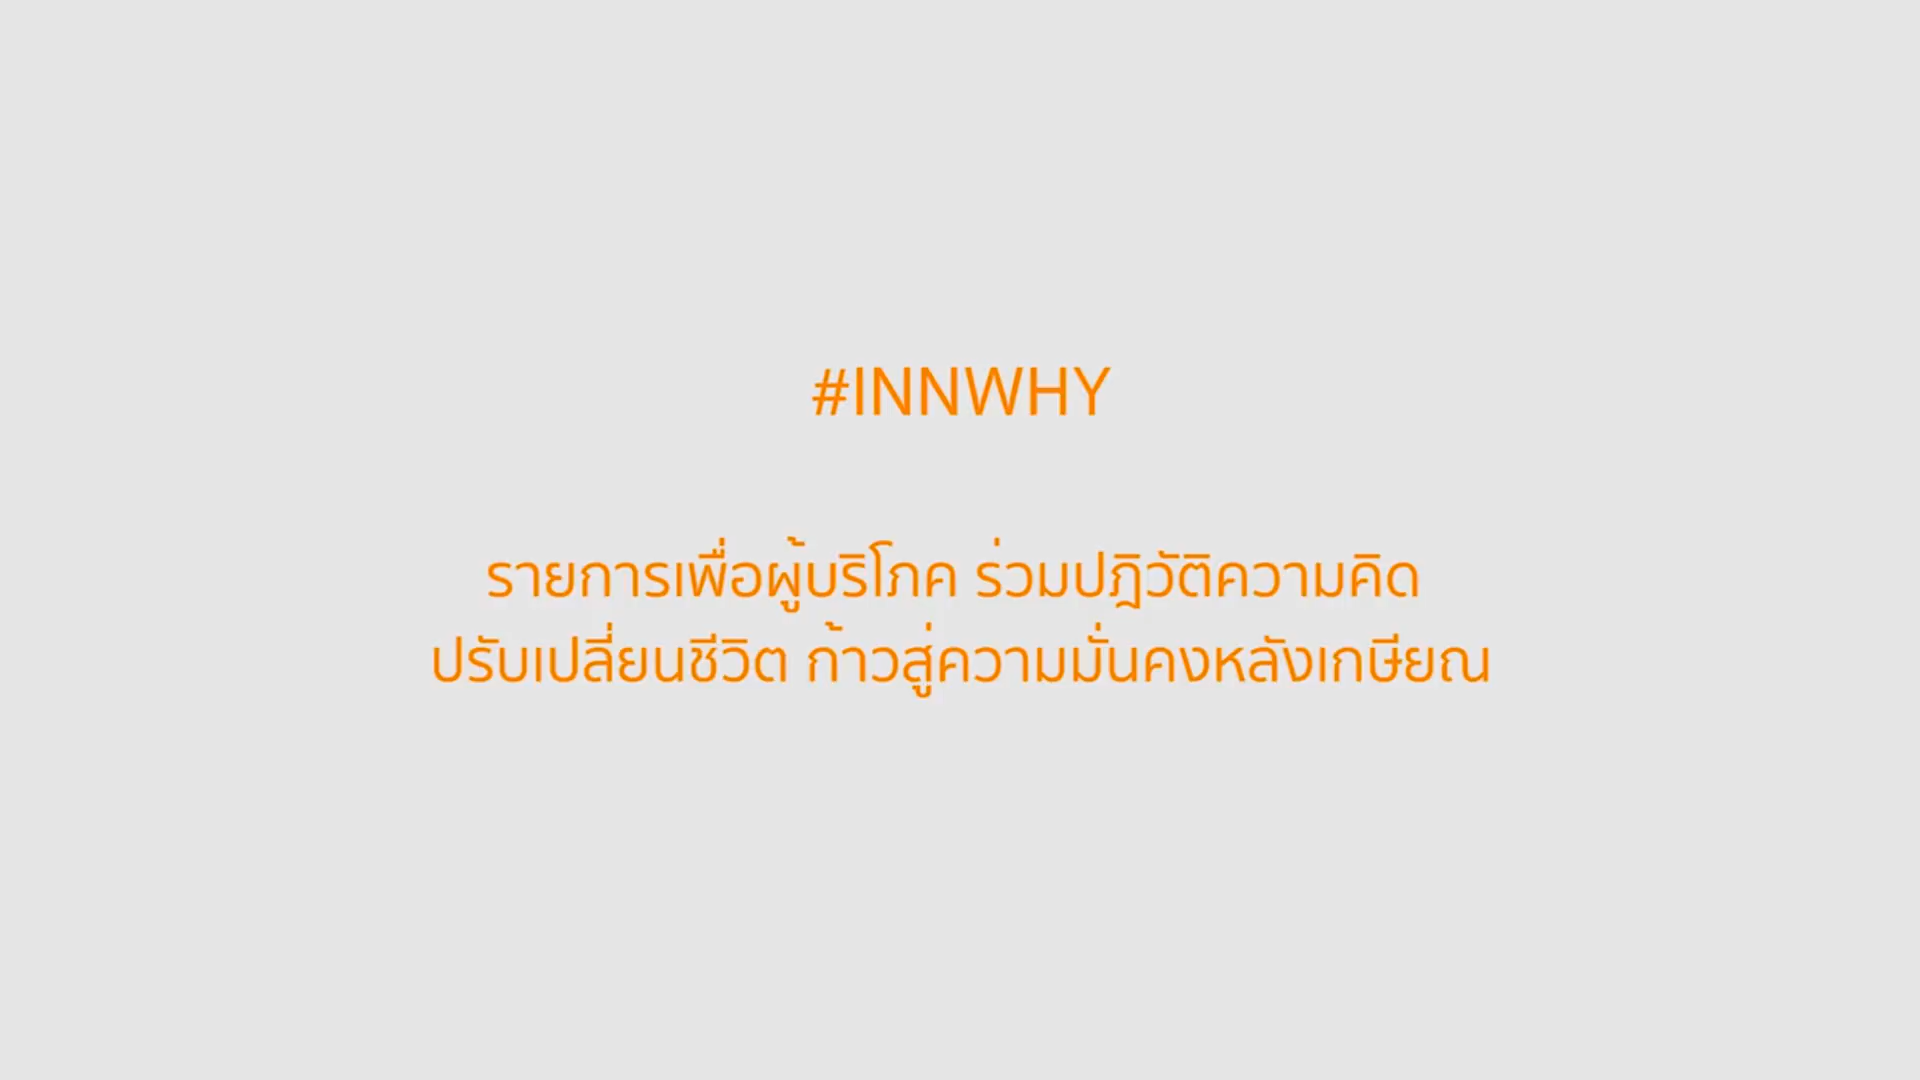 #INNWHY
รายการเพื่อผู้บริโภค ร่วมปฎิวัติความคิด
ปรับเปลี่ยนชีวิต ก้าวสู่ความมั่นคงหลังเกษียณ